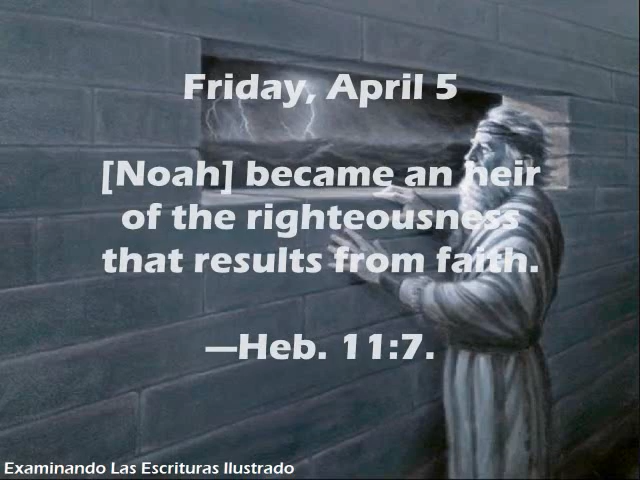 Friday, April 5
[Noah] became an heir
of the righteousness
that results from faith.
—Heb. 11:7.
Examinando Las Escrituras Ilustrado